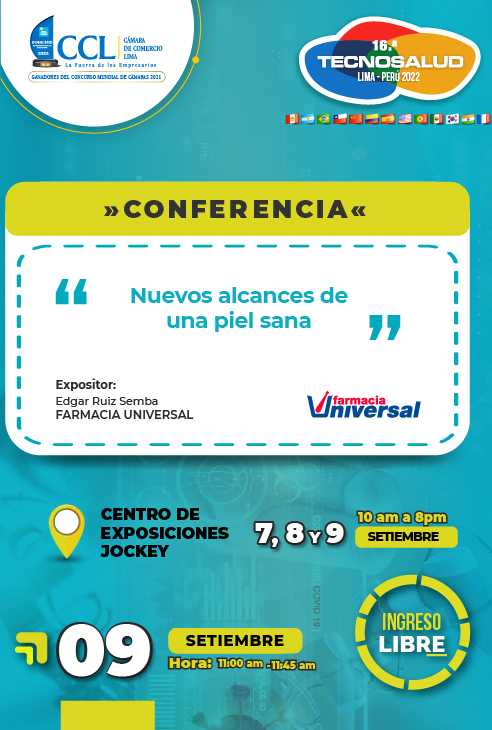 CCL
CÁMARA
DE COMERCIO
LIMA
La Fuerza de los Empresarios
GANADORES DEL CONCURSO MUNDIAL DE CÁMARAS 2021
16.ª
TECNOSALUD
LIMA - PERÚ 2022
»CONFERENCIA«
“
Nuevos alcances de
una piel sana
”
Expositor:
Edgar Ruiz Semba
FARMACIA UNIVERSAL
farmacia
Universal
CENTRO DE
EXPOSICIONES
JOCKEY
7, 8 Y 9
10 am a 8pm
SETIEMBRE
09
SETIEMBRE
Hora: 11:00 am -11:45 am
INGRESO
LIBRE
COVID 19